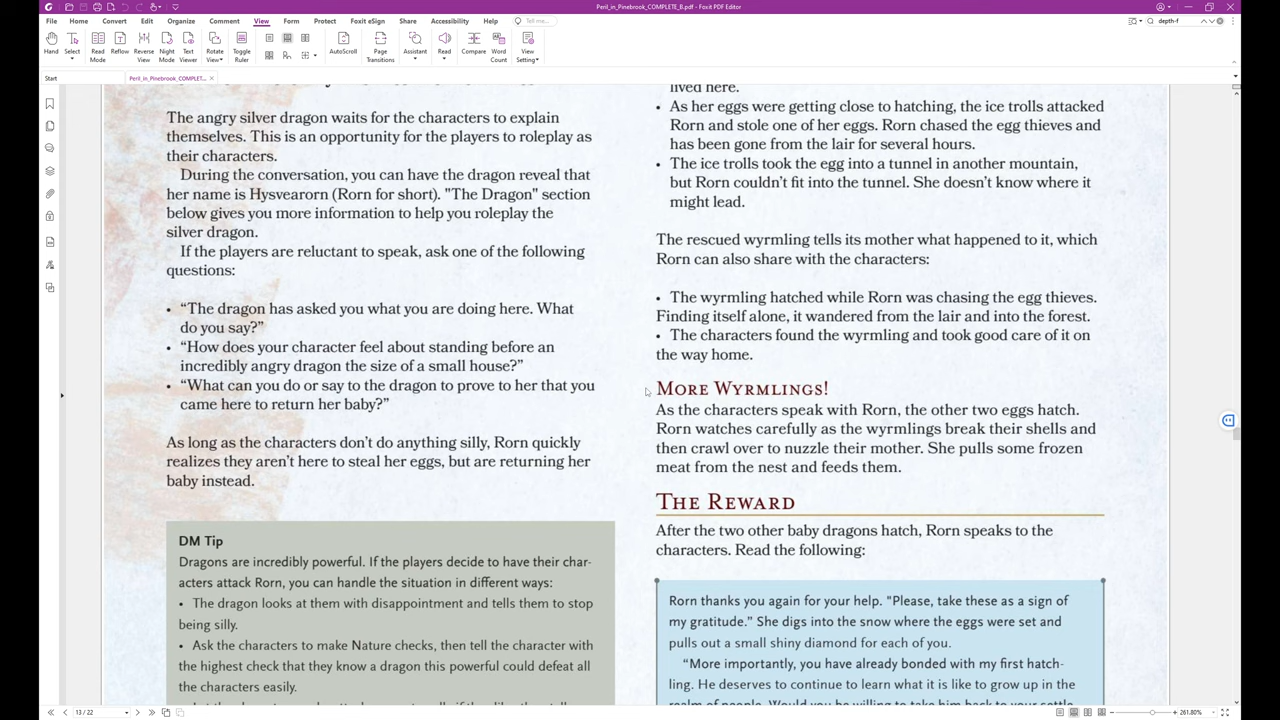 Peril_in_Pinebrook_COMPLETE_B.pdf - Foxit PDF Editor
File Home Convert Edit Organize Comment View Form Protect Foxit eSign Share Accessibility Help Tell me...
depth-f
Hand Select Read Mode Reflow Reverse View Night Mode Text Viewer Rotate View Toggle Ruler AutoScroll Page Transitions Assistant Read Compare Word Count View Setting
Start Peril_in_Pinebrook_COMPLET...
The angry silver dragon waits for the characters to explain
themselves. This is an opportunity for the players to roleplay as
their characters.
During the conversation, you can have the dragon reveal that
her name is Hysvearorn (Rorn for short). "The Dragon" section
below gives you more information to help you roleplay the
silver dragon.
If the players are reluctant to speak, ask one of the following
questions:
• “The dragon has asked you what you are doing here. What
do you say?”
• “How does your character feel about standing before an
incredibly angry dragon the size of a small house?”
• “What can you do or say to the dragon to prove to her that you
came here to return her baby?”
As long as the characters don’t do anything silly, Rorn quickly
realizes they aren’t here to steal her eggs, but are returning her
baby instead.
DM Tip
Dragons are incredibly powerful. If the players decide to have their char-
acters attack Rorn, you can handle the situation in different ways:
• The dragon looks at them with disappointment and tells them to stop
being silly.
• Ask the characters to make Nature checks, then tell the character with
the highest check that they know a dragon this powerful could defeat all
the characters easily.
lived here.
• As her eggs were getting close to hatching, the ice trolls attacked
Rorn and stole one of her eggs. Rorn chased the egg thieves and
has been gone from the lair for several hours.
• The ice trolls took the egg into a tunnel in another mountain,
but Rorn couldn’t fit into the tunnel. She doesn’t know where it
might lead.
The rescued wyrmling tells its mother what happened to it, which
Rorn can also share with the characters:
• The wyrmling hatched while Rorn was chasing the egg thieves.
Finding itself alone, it wandered from the lair and into the forest.
• The characters found the wyrmling and took good care of it on
the way home.
More Wyrmlings!
As the characters speak with Rorn, the other two eggs hatch.
Rorn watches carefully as the wyrmlings break their shells and
then crawl over to nuzzle their mother. She pulls some frozen
meat from the nest and feeds them.
The Reward
After the two other baby dragons hatch, Rorn speaks to the
characters. Read the following:
Rorn thanks you again for your help. "Please, take these as a sign of
my gratitude.” She digs into the snow where the eggs were set and
pulls out a small shiny diamond for each of you.
“More importantly, you have already bonded with my first hatch-
ling. He deserves to continue to learn what it is like to grow up in the
realm of people. Would you be willing to take him back to your settle-
13 / 22
261.80%